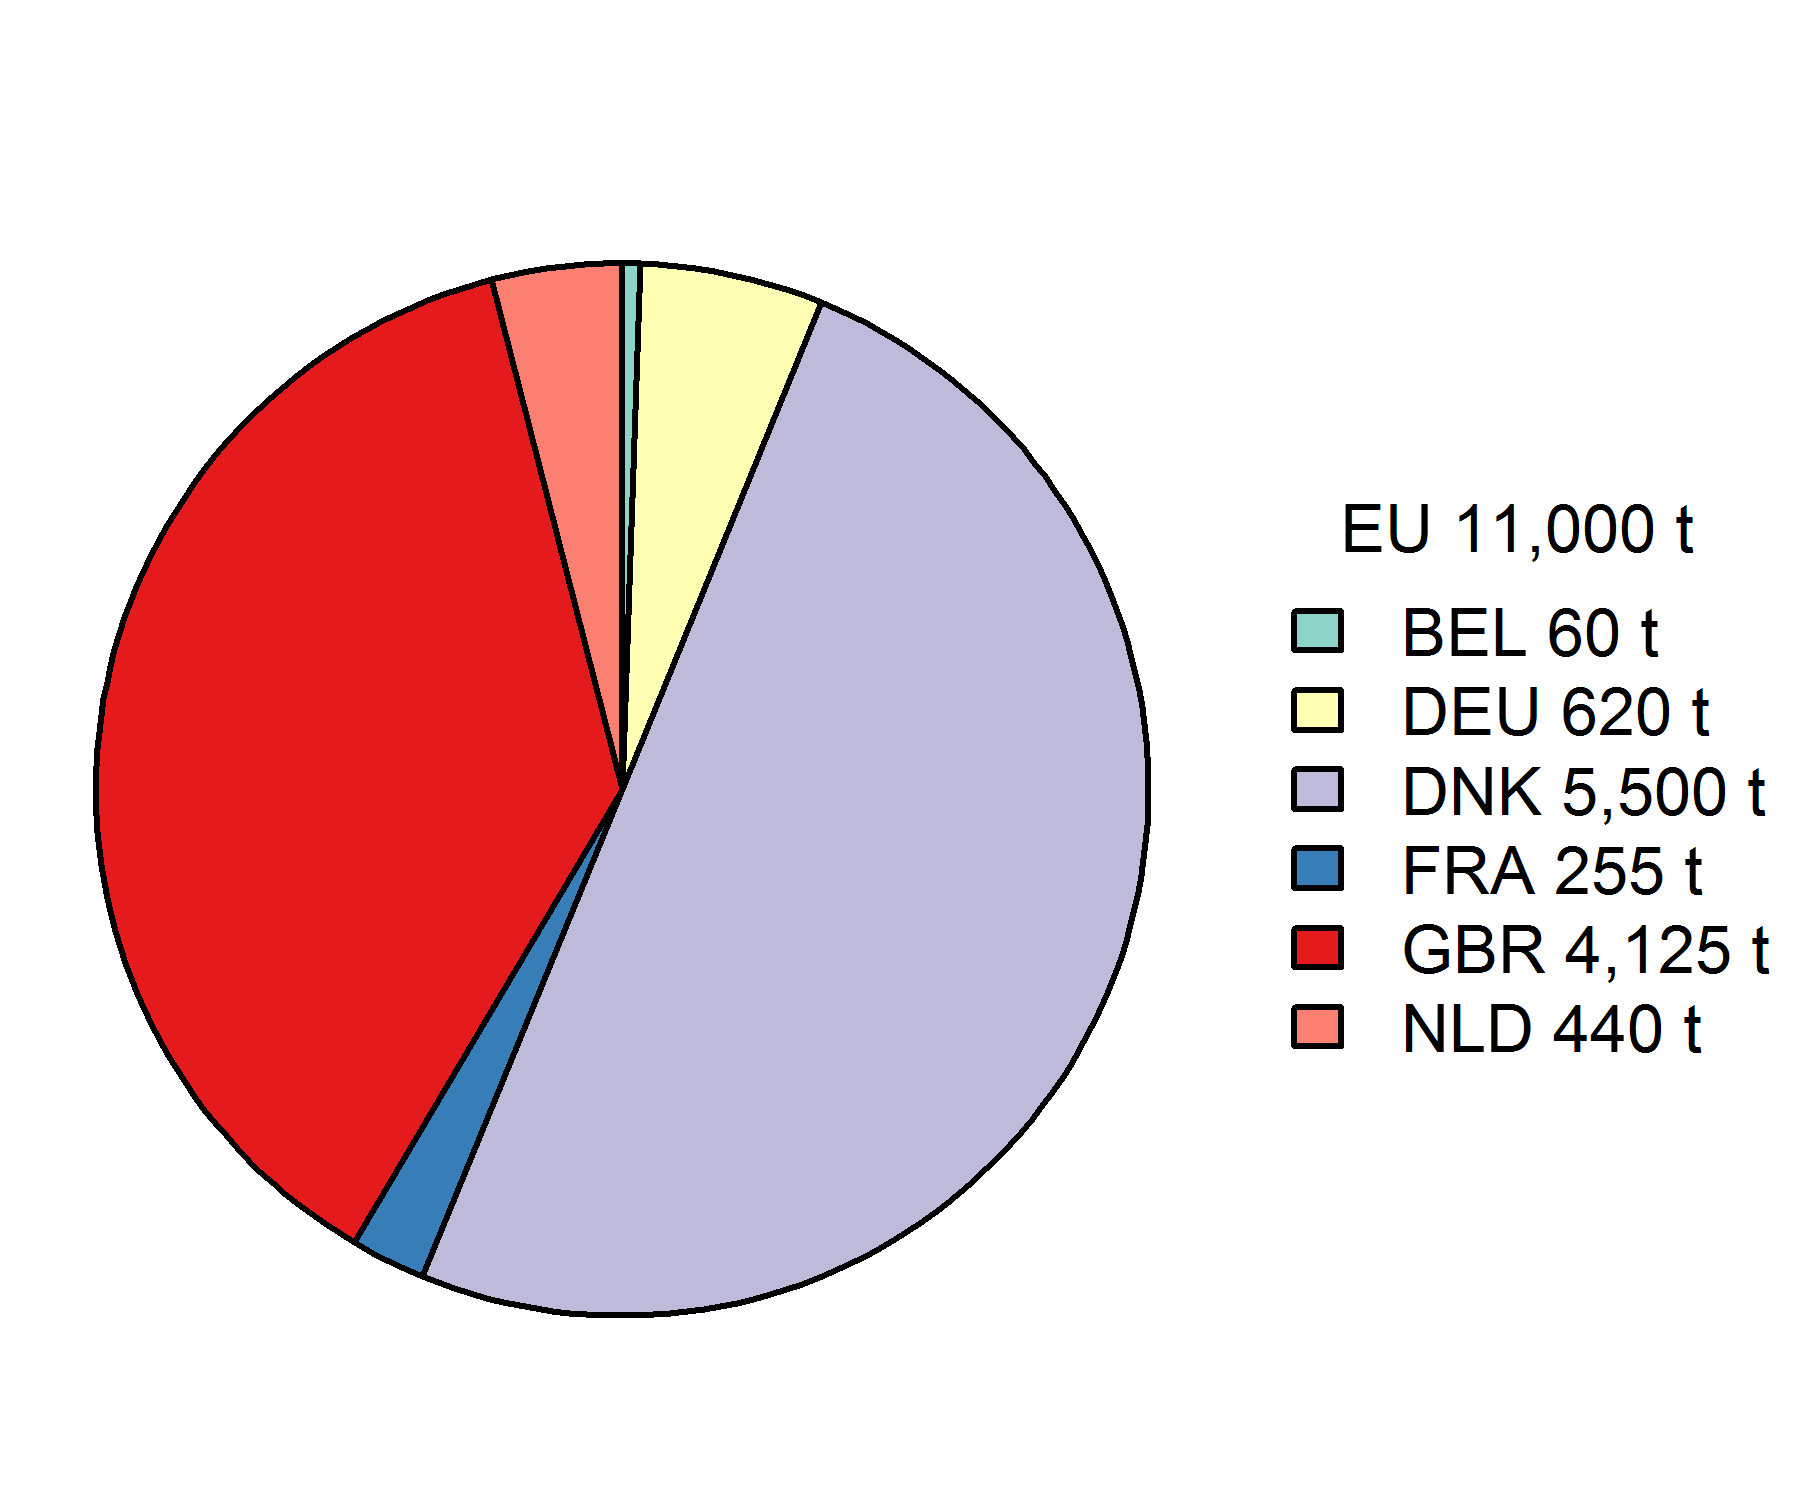 EU 11,000 t
BEL 60 t
DEU 620 t
DNK 5,500 t
FRA 255 t
GBR 4,125 t
NLD 440 t